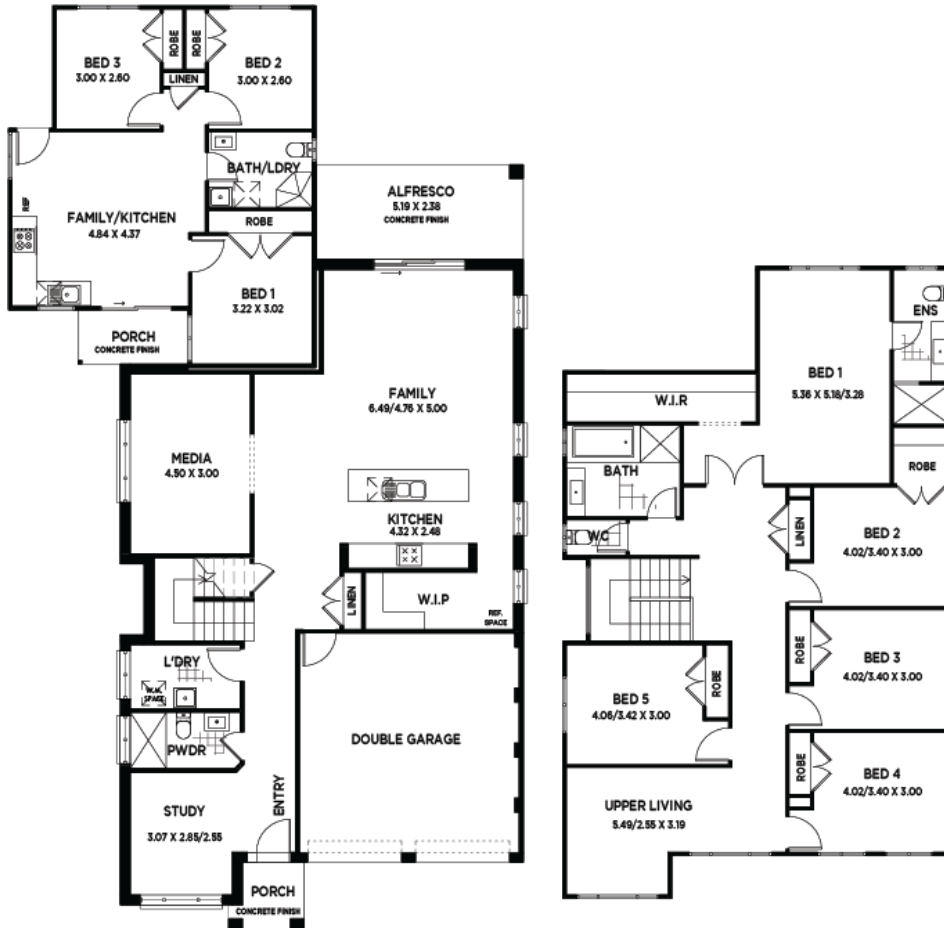 BED 3
3.00 X 2.60
ROBE
ROBE
BED 2
3.00 X 2.60
LINEN
BATH/LDRY
REF
FAMILY/KITCHEN
4.84 X 4.37
ROBE
BED 1
3.22 X 3.02
PORCH
CONCRETE FINISH
ALFRESCO
5.19 X 2.38
CONCRETE FINISH
FAMILY
6.49/4.76 X 5.00
MEDIA
4.50 X 3.00
KITCHEN
4.32 X 2.48
LINEN
W.I.P
REF.
SPACE
L'DRY
W.M.
SPACE
PWDR
DOUBLE GARAGE
STUDY
3.07 X 2.85/2.55
ENTRY
PORCH
CONCRETE FINISH
ENS
BED 1
5.36 X 5.18/3.28
W.I.R
BATH
ROBE
WC
LINEN
BED 2
4.02/3.40 X 3.00
ROBE
BED 3
4.02/3.40 X 3.00
BED 5
4.06/3.42 X 3.00
ROBE
ROBE
BED 4
4.02/3.40 X 3.00
UPPER LIVING
5.49/2.55 X 3.19